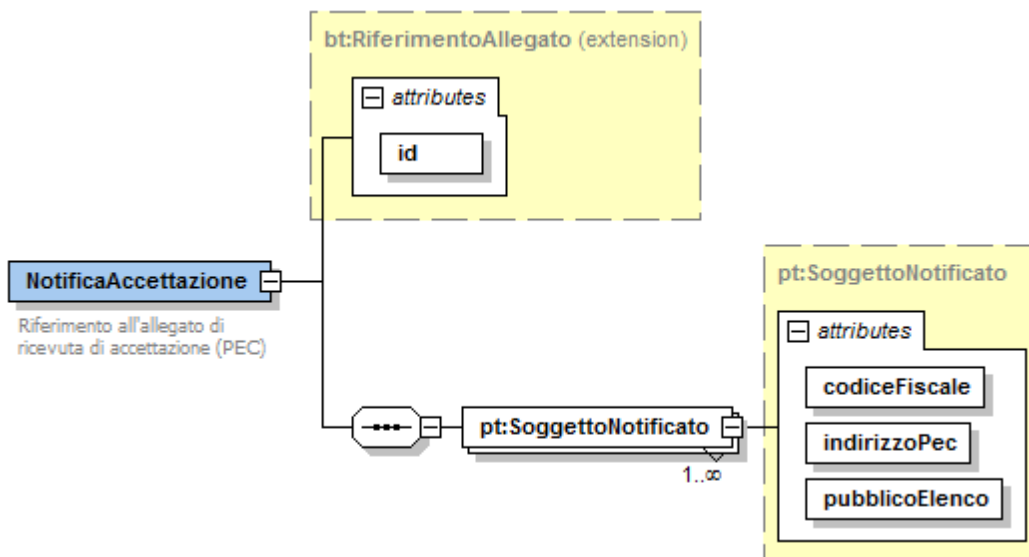 bt:RiferimentoAllegato (extension)
attributes
id
NotificaAccettazione
Riferimento all'allegato di
ricevuta di accettazione (PEC)
pt:SoggettoNotificato
1..∞
pt:SoggettoNotificato
attributes
codiceFiscale
indirizzoPec
pubblicoElenco